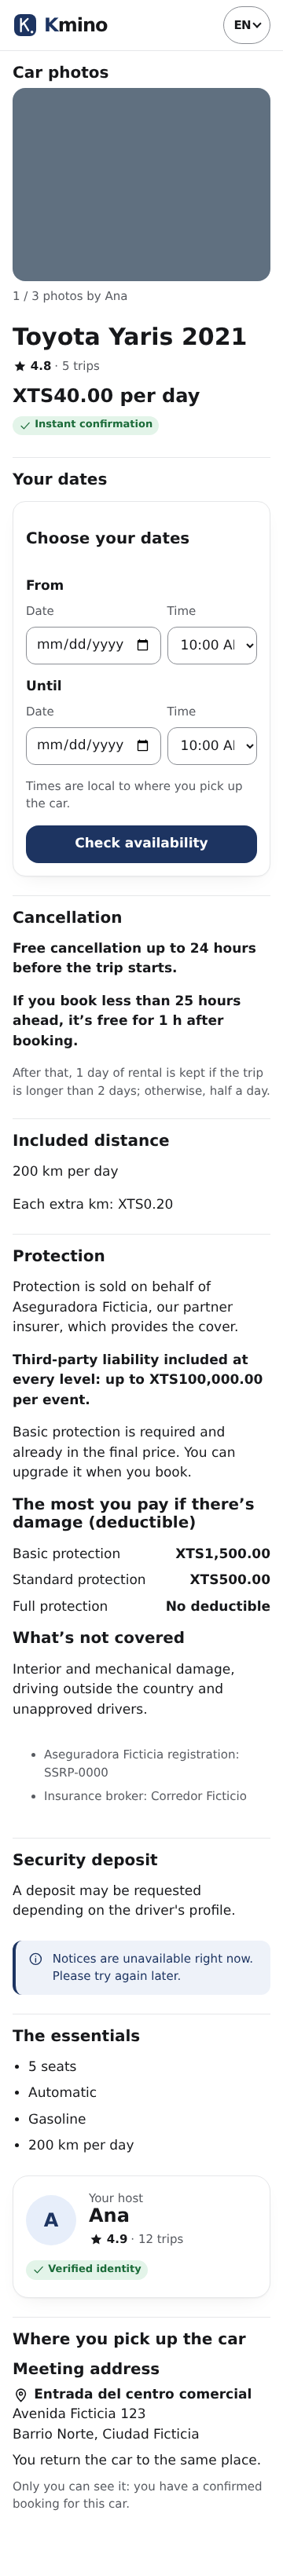 Kmino
EN
Car photos
1 / 3 photos by Ana
Toyota Yaris 2021
★ 4.8 · 5 trips
XTS40.00 per day
Instant confirmation
Your dates
Choose your dates
From
Date Time
mm/dd/yyyy 10:00 A
Until
Date Time
mm/dd/yyyy 10:00 A
Times are local to where you pick up
the car.
Check availability
Cancellation
Free cancellation up to 24 hours
before the trip starts.
If you book less than 25 hours
ahead, it’s free for 1 h after
booking.
After that, 1 day of rental is kept if the trip
is longer than 2 days; otherwise, half a day.
Included distance
200 km per day
Each extra km: XTS0.20
Protection
Protection is sold on behalf of
Aseguradora Ficticia, our partner
insurer, which provides the cover.
Third-party liability included at
every level: up to XTS100,000.00
per event.
Basic protection is required and
already in the final price. You can
upgrade it when you book.
The most you pay if there’s
damage (deductible)
Basic protection XTS1,500.00
Standard protection XTS500.00
Full protection No deductible
What’s not covered
Interior and mechanical damage,
driving outside the country and
unapproved drivers.
• Aseguradora Ficticia registration:
SSRP-0000
• Insurance broker: Corredor Ficticio
Security deposit
A deposit may be requested
depending on the driver's profile.
Notices are unavailable right now.
Please try again later.
The essentials
• 5 seats
• Automatic
• Gasoline
• 200 km per day
A
Your host
Ana
★ 4.9 · 12 trips
Verified identity
Where you pick up the car
Meeting address
Entrada del centro comercial
Avenida Ficticia 123
Barrio Norte, Ciudad Ficticia
You return the car to the same place.
Only you can see it: you have a confirmed
booking for this car.